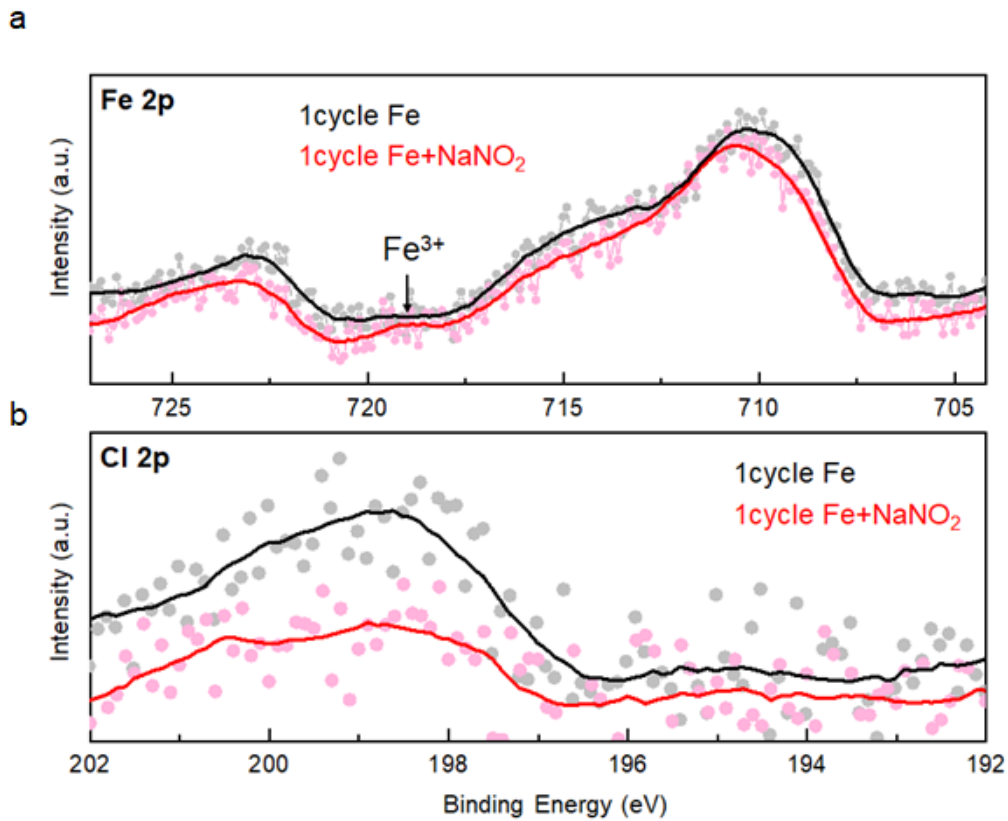 a
Fe 2p
1cycle Fe
1cycle Fe+NaNO₂
Fe³⁺
Intensity (a.u.)
725 720 715 710 705
b
Cl 2p
1cycle Fe
1cycle Fe+NaNO₂
Intensity (a.u.)
202 200 198 196 194 192
Binding Energy (eV)